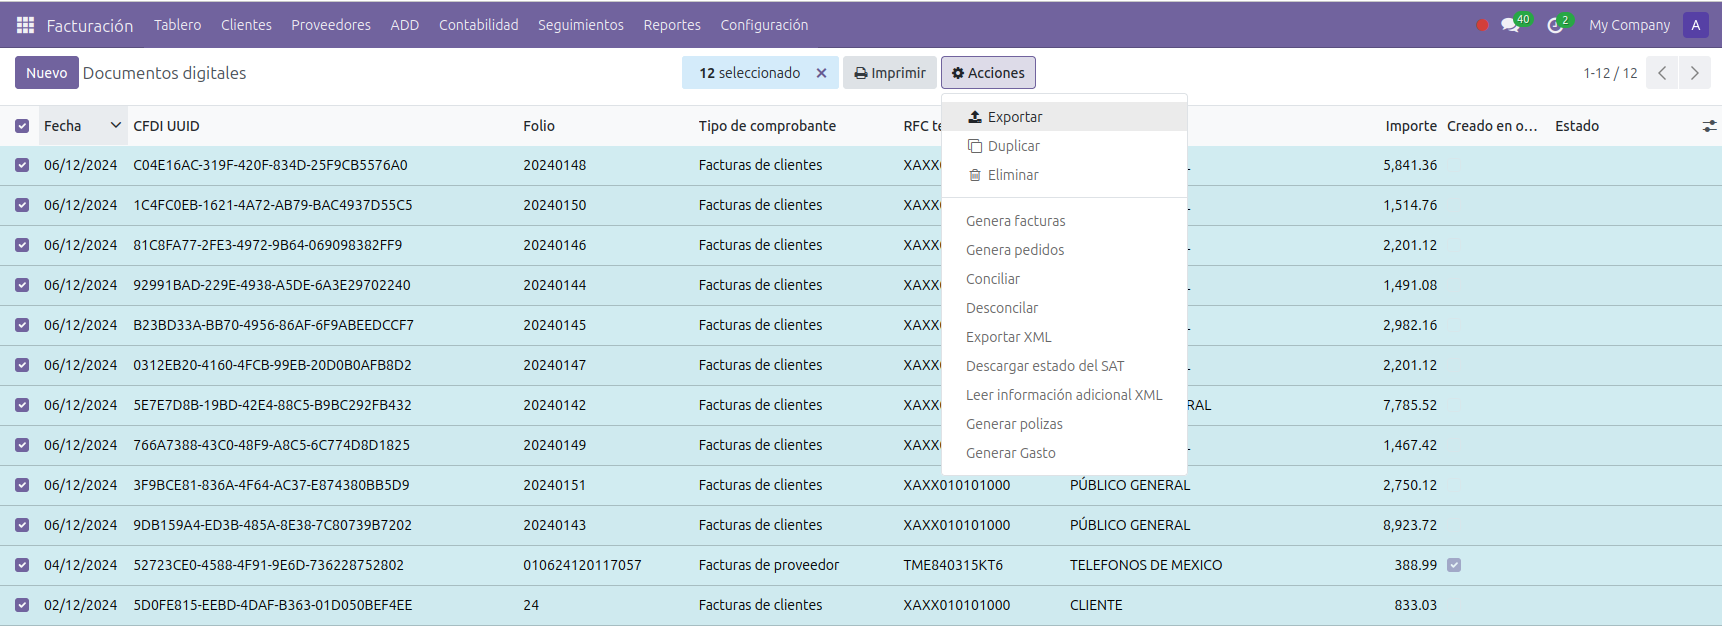 Facturación Tablero Clientes Proveedores ADD Contabilidad Seguimientos Reportes Configuración 40 2 My Company A
Nuevo Documentos digitales 12 seleccionado × Imprimir Acciones 1-12 / 12
Fecha CFDI UUID Folio Tipo de comprobante RFC te Importe Creado en o... Estado
Exportar
Duplicar
Eliminar
Genera facturas
Genera pedidos
Conciliar
Desconcilar
Exportar XML
Descargar estado del SAT
Leer información adicional XML
Generar polizas
Generar Gasto
06/12/2024 C04E16AC-319F-420F-834D-25F9CB5576A0 20240148 Facturas de clientes XAXX 5,841.36
06/12/2024 1C4FC0EB-1621-4A72-AB79-BAC4937D55C5 20240150 Facturas de clientes XAXX 1,514.76
06/12/2024 81C8FA77-2FE3-4972-9B64-069098382FF9 20240146 Facturas de clientes XAXX 2,201.12
06/12/2024 92991BAD-229E-4938-A5DE-6A3E29702240 20240144 Facturas de clientes XAXX 1,491.08
06/12/2024 B23BD33A-BB70-4956-86AF-6F9ABEEDCCF7 20240145 Facturas de clientes XAXX 2,982.16
06/12/2024 0312EB20-4160-4FCB-99EB-20D0B0AFB8D2 20240147 Facturas de clientes XAXX 2,201.12
06/12/2024 5E7E7D8B-19BD-42E4-88C5-B9BC292FB432 20240142 Facturas de clientes XAXX RAL 7,785.52
06/12/2024 766A7388-43C0-48F9-A8C5-6C774D8D1825 20240149 Facturas de clientes XAXX 1,467.42
06/12/2024 3F9BCE81-836A-4F64-AC37-E874380BB5D9 20240151 Facturas de clientes XAXX010101000 PÚBLICO GENERAL 2,750.12
06/12/2024 9DB159A4-ED3B-485A-8E38-7C80739B7202 20240143 Facturas de clientes XAXX010101000 PÚBLICO GENERAL 8,923.72
04/12/2024 52723CE0-4588-4F91-9E6D-736228752802 010624120117057 Facturas de proveedor TME840315KT6 TELEFONOS DE MEXICO 388.99
02/12/2024 5D0FE815-EEBD-4DAF-B363-01D050BEF4EE 24 Facturas de clientes XAXX010101000 CLIENTE 833.03